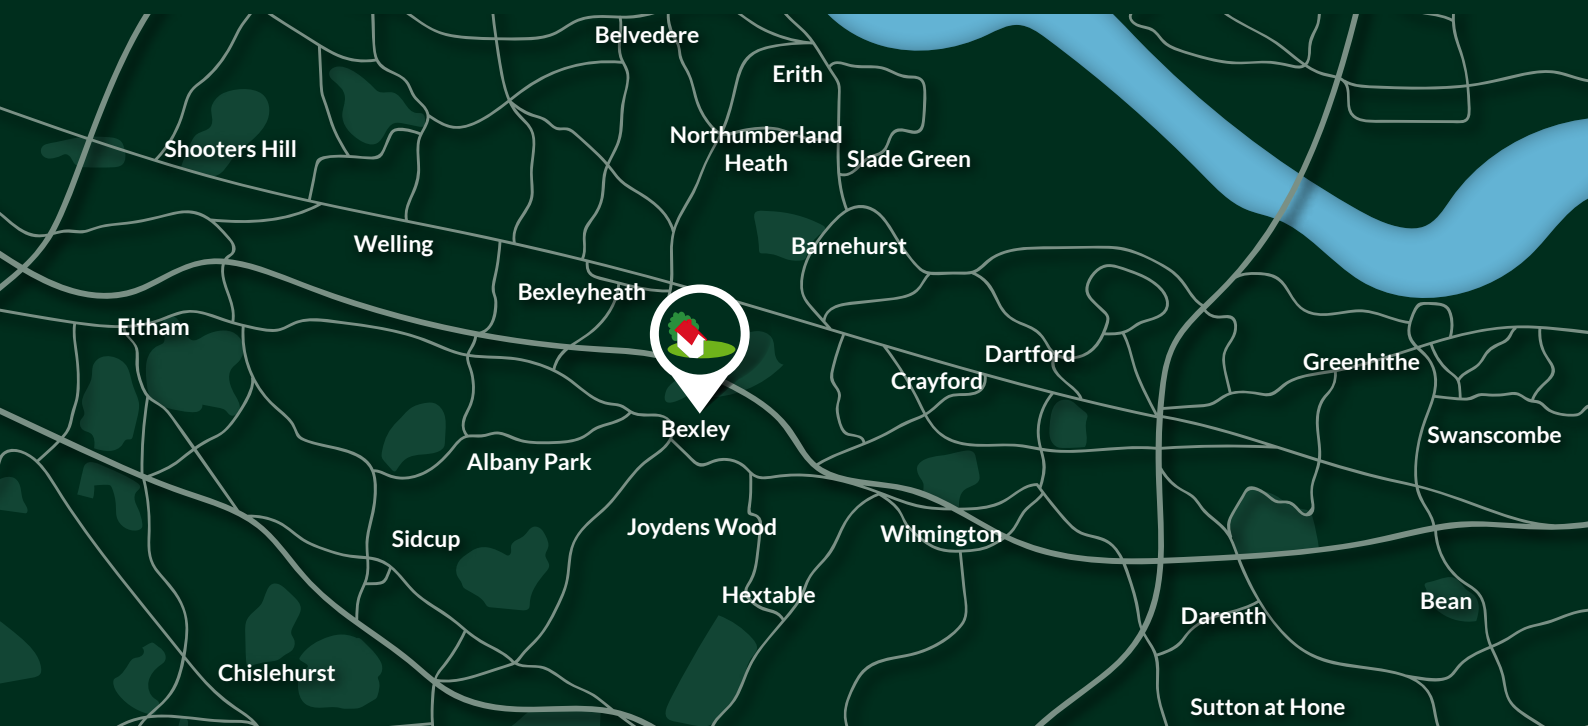 Belvedere
Erith
Northumberland
Heath
Shooters Hill
Slade Green
Welling
Barnehurst
Bexleyheath
Eltham
Dartford
Greenhithe
Crayford
Bexley
Swanscombe
Albany Park
Joydens Wood
Wilmington
Sidcup
Hextable
Bean
Darenth
Chislehurst
Sutton at Hone